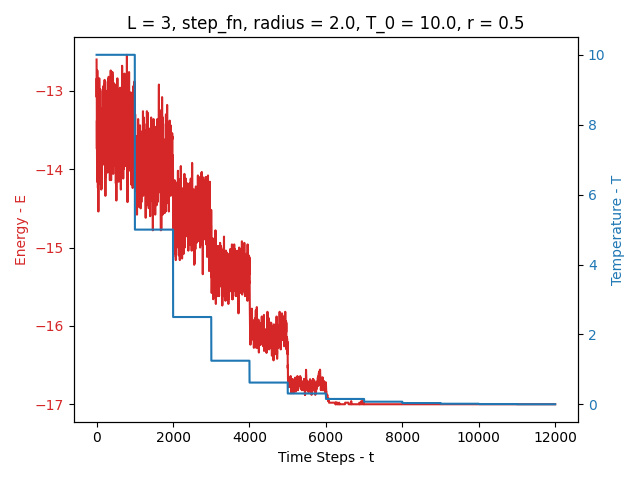 L = 3, step_fn, radius = 2.0, T_0 = 10.0, r = 0.5
−13
−14
−15
−16
−17
Energy - E
10
8
6
4
2
0
Temperature - T
0 2000 4000 6000 8000 10000 12000
Time Steps - t